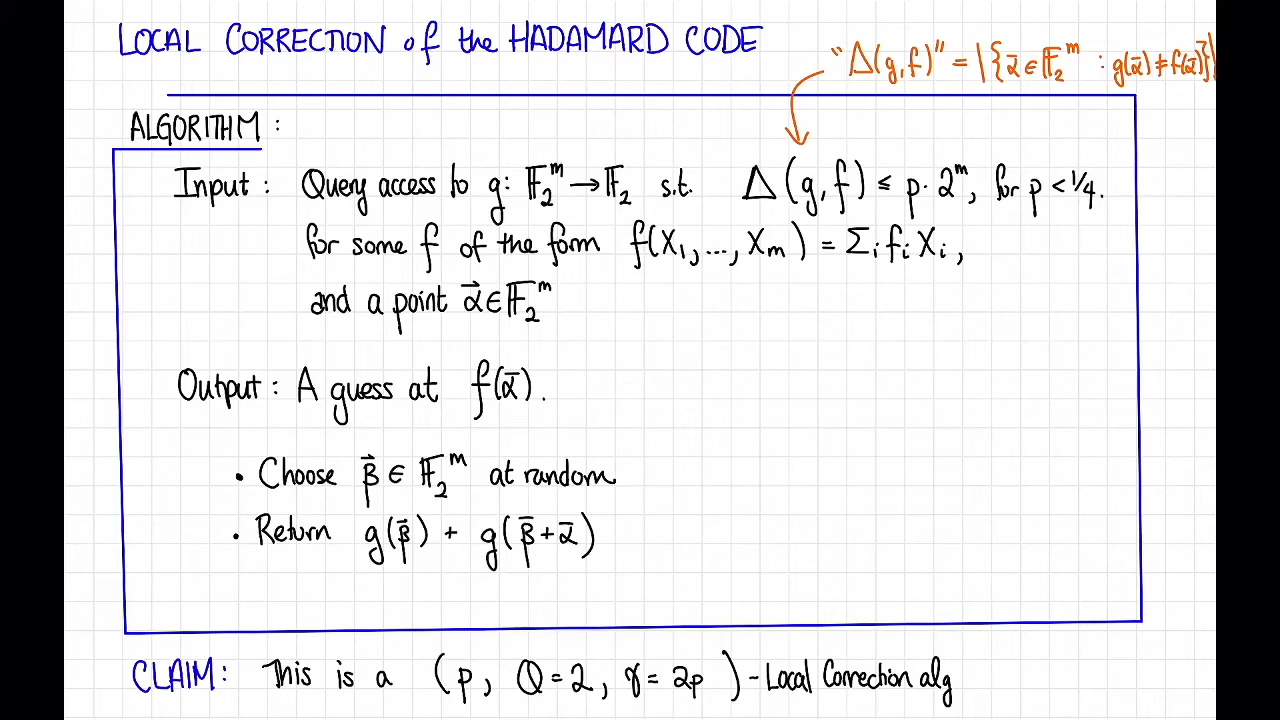 LOCAL CORRECTION of the HADAMARD CODE
"Δ(g,f)" = |{ᾱ ∈ 𝔽₂ᵐ : g(ᾱ) ≠ f(ᾱ)}|
ALGORITHM :
Input : Query access to g: 𝔽₂ᵐ → 𝔽₂ s.t. Δ(g,f) ≤ p·2ᵐ, for p < 1/4.
for some f of the form f(X₁,..., Xₘ) = Σᵢ fᵢ Xᵢ ,
and a point α⃗ ∈ 𝔽₂ᵐ
Output : A guess at f(ᾱ).
• Choose β⃗ ∈ 𝔽₂ᵐ at random
• Return g(β⃗) + g(β̄+ᾱ)
CLAIM: This is a (p, Q=2, γ= 2p) - Local Correction alg